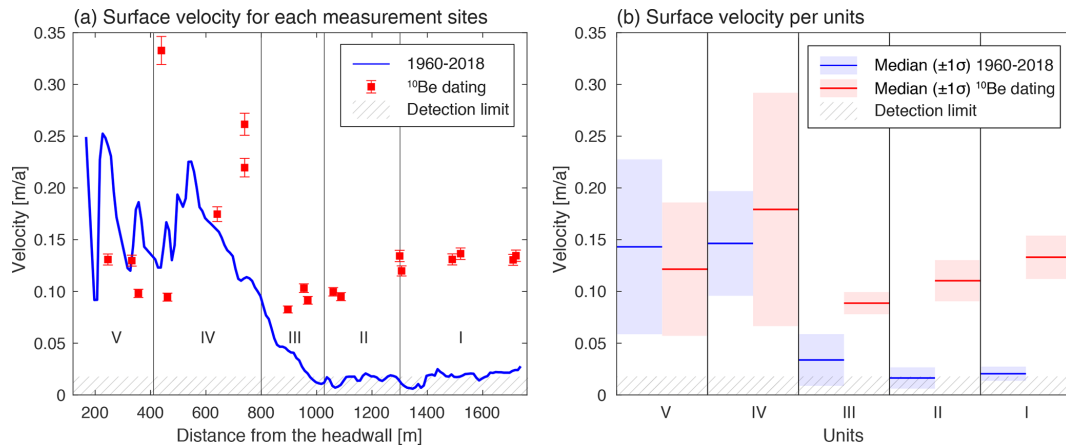 (a) Surface velocity for each measurement sites
0.35
0.30
0.25
0.20
0.15
0.10
0.05
0
Velocity [m/a]
1960-2018
¹⁰Be dating
Detection limit
V
IV
III
II
I
200
400
600
800
1000
1200
1400
1600
Distance from the headwall [m]
(b) Surface velocity per units
0.35
0.30
0.25
0.20
0.15
0.10
0.05
0
Velocity [m/a]
Median (±1σ) 1960-2018
Median (±1σ) ¹⁰Be dating
Detection limit
V
IV
III
II
I
Units